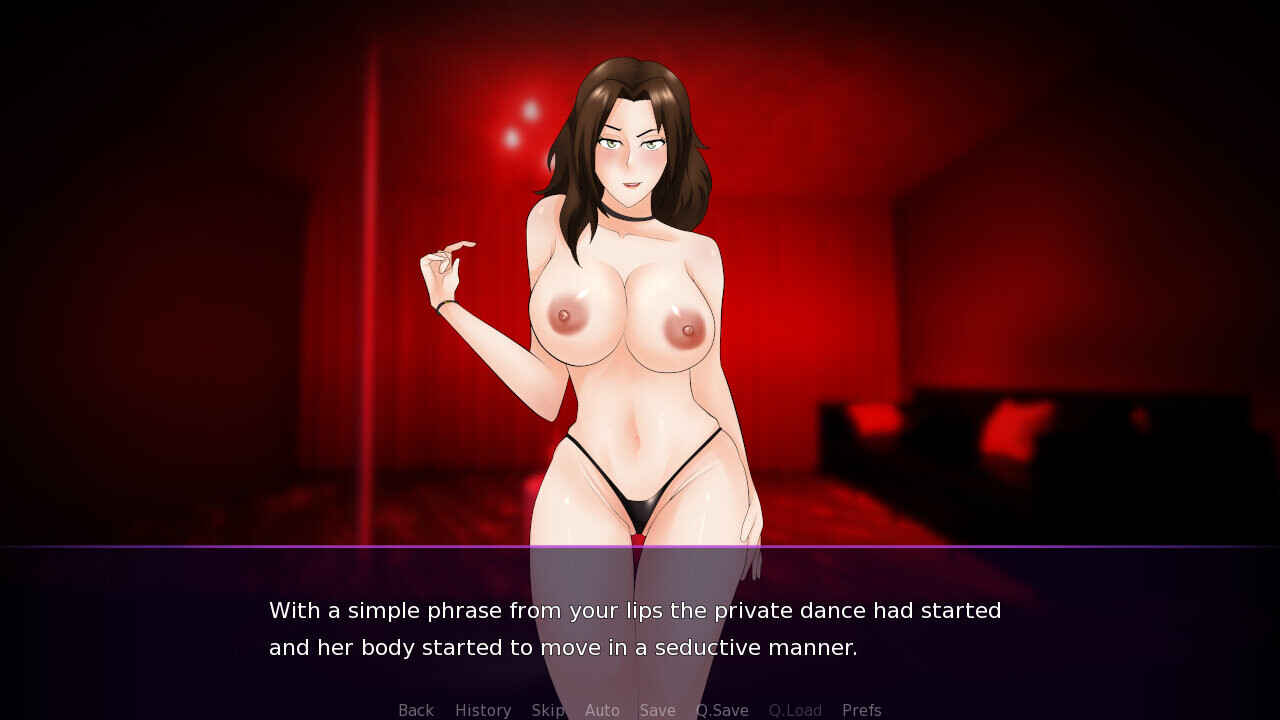 With a simple phrase from your lips the private dance had started
and her body started to move in a seductive manner.
Back History Skip Auto Save Q.Save Q.Load Prefs